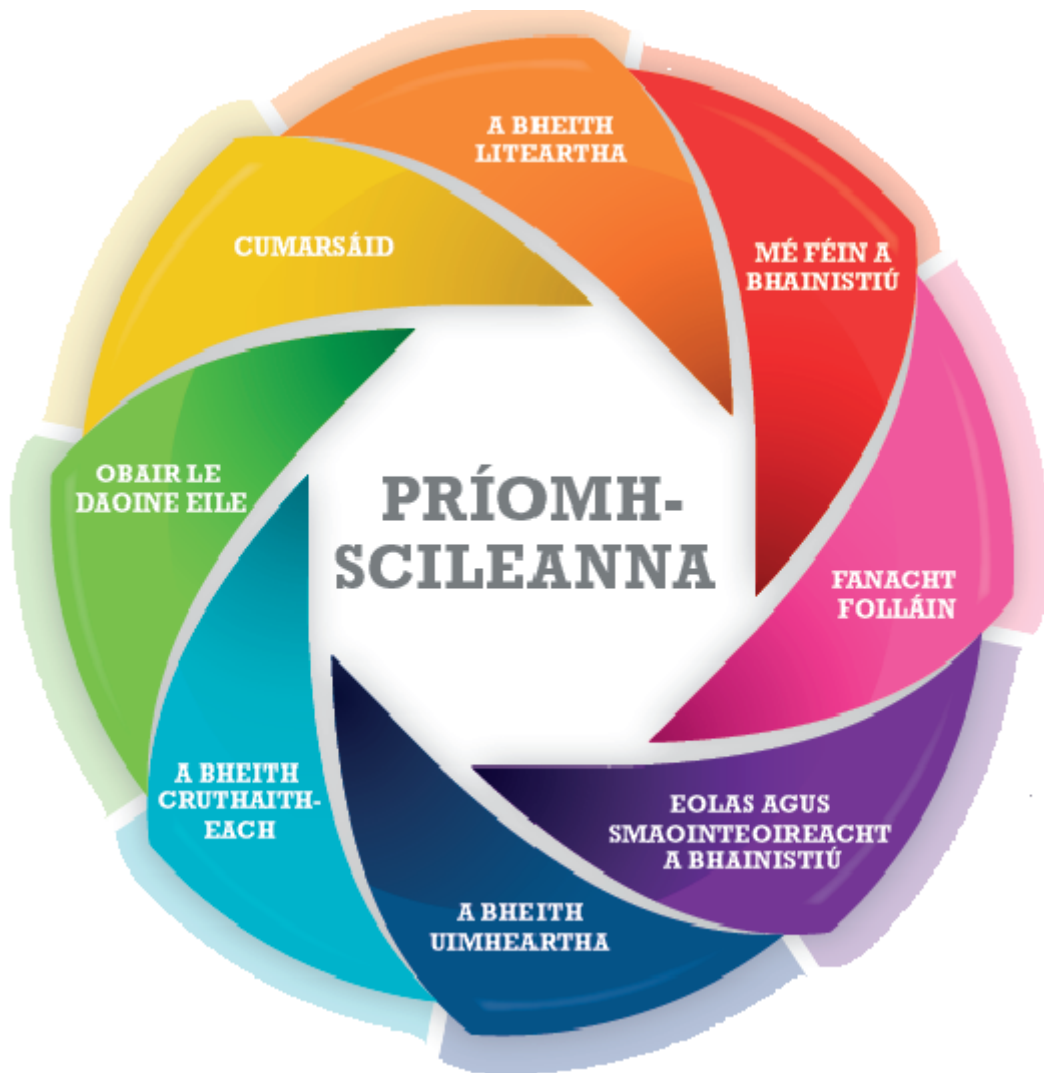 A BHEITH
LITEARTHA
MÉ FÉIN A
BHAINISTIÚ
FANACHT
FOLLÁIN
EOLAS AGUS
SMAOINTEOIREACHT
A BHAINISTIÚ
A BHEITH
UIMHEARTHA
A BHEITH
CRUTHAITH-
EACH
OBAIR LE
DAOINE EILE
CUMARSÁID
PRÍOMH-
SCILEANNA